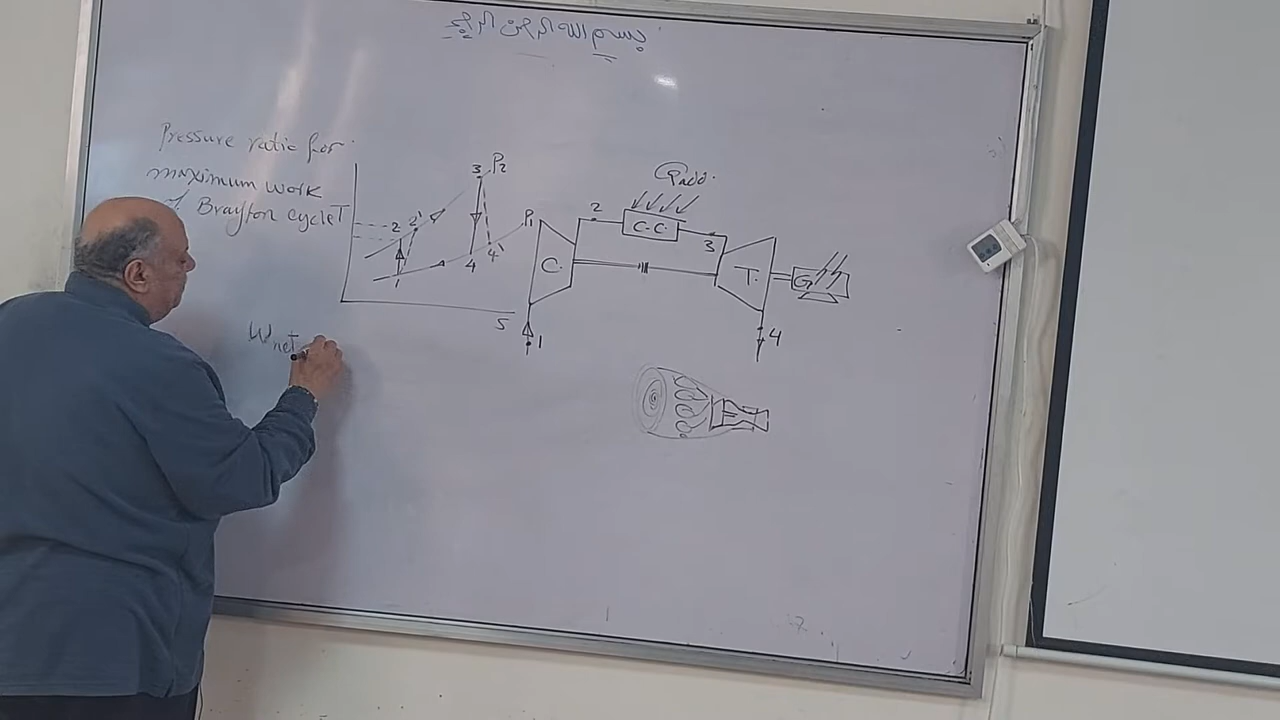 بسم الله الرحمن الرحيم
Pressure ratio for
maximum work
of Brayton cycle
T
3 P2
2 2'
4 4'
1
P1
S
Qadd.
2
C.C
3
C.
T.
G
1
4
Wnet